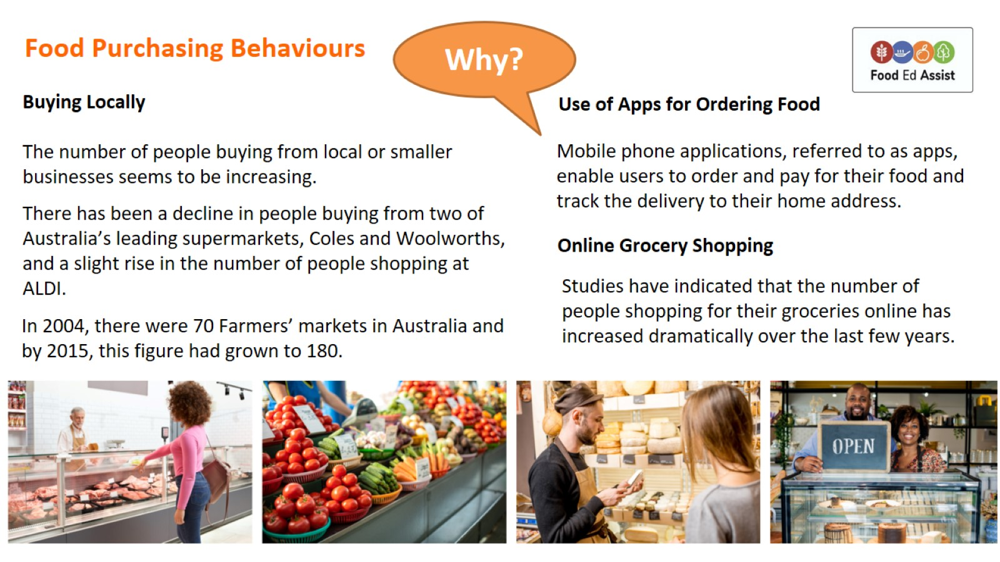 Food Purchasing Behaviours
Why?
Food Ed Assist
Buying Locally
The number of people buying from local or smaller
businesses seems to be increasing.
There has been a decline in people buying from two of
Australia's leading supermarkets, Coles and Woolworths,
and a slight rise in the number of people shopping at
ALDI.
In 2004, there were 70 Farmers' markets in Australia and
by 2015, this figure had grown to 180.
Use of Apps for Ordering Food
Mobile phone applications, referred to as apps,
enable users to order and pay for their food and
track the delivery to their home address.
Online Grocery Shopping
Studies have indicated that the number of
people shopping for their groceries online has
increased dramatically over the last few years.
OPEN